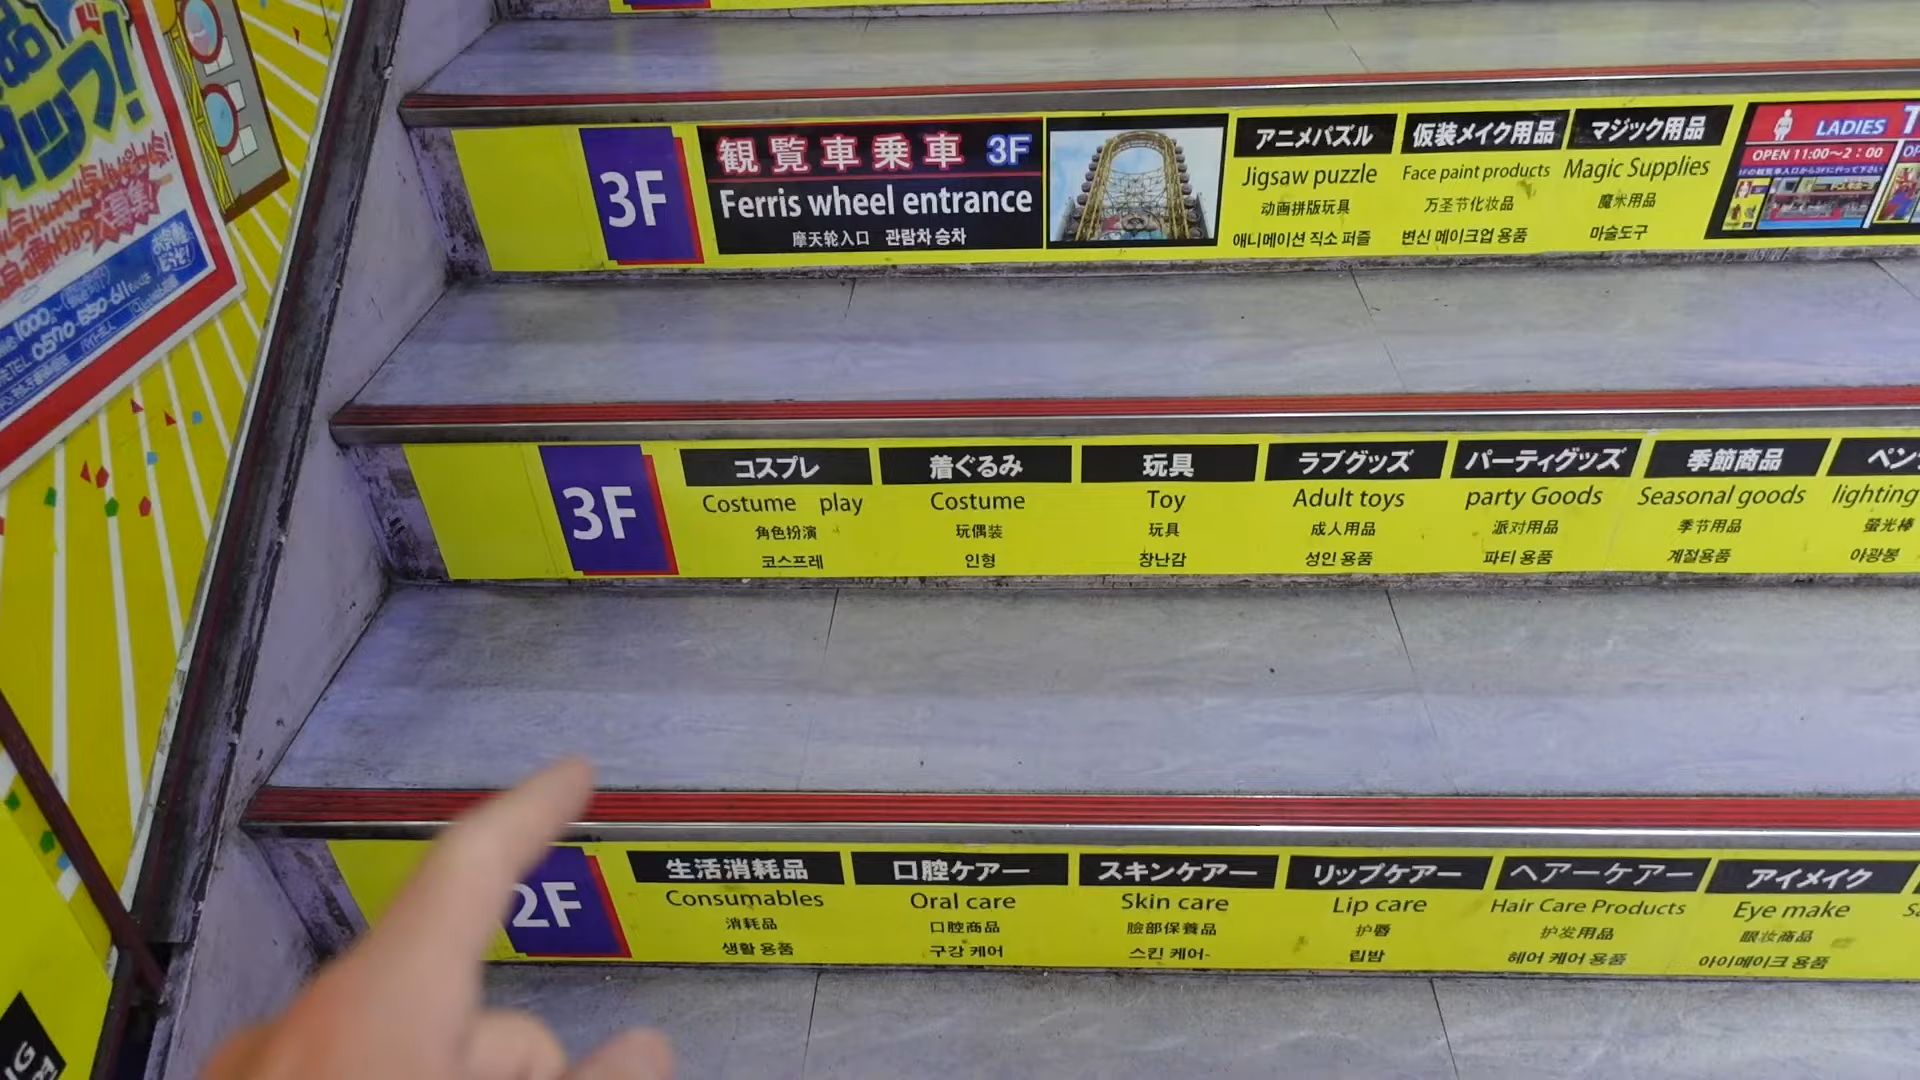 3F
観覧車乗車 3F
Ferris wheel entrance
摩天轮入口 관람차 승차
アニメパズル
Jigsaw puzzle
动画拼版玩具
애니메이션 직소 퍼즐
仮装メイク用品
Face paint products
万圣节化妆品
변신 메이크업 용품
マジック用品
Magic Supplies
魔术用品
마술도구
LADIES
OPEN 11:00～2:00
3F
コスプレ
Costume play
角色扮演
코스프레
着ぐるみ
Costume
玩偶装
인형
玩具
Toy
玩具
장난감
ラブグッズ
Adult toys
成人用品
성인 용품
パーティグッズ
party Goods
派对用品
파티 용품
季節商品
Seasonal goods
季节用品
계절용품
ペン
lighting
螢光棒
야광봉
2F
生活消耗品
Consumables
消耗品
생활 용품
口腔ケアー
Oral care
口腔商品
구강 케어
スキンケアー
Skin care
臉部保養品
스킨 케어-
リップケアー
Lip care
护唇
립밤
ヘアーケアー
Hair Care Products
护发用品
헤어 케어 용품
アイメイク
Eye make
眼妆商品
아이메이크 용품
タッフ!
大募集!
0570-550-611